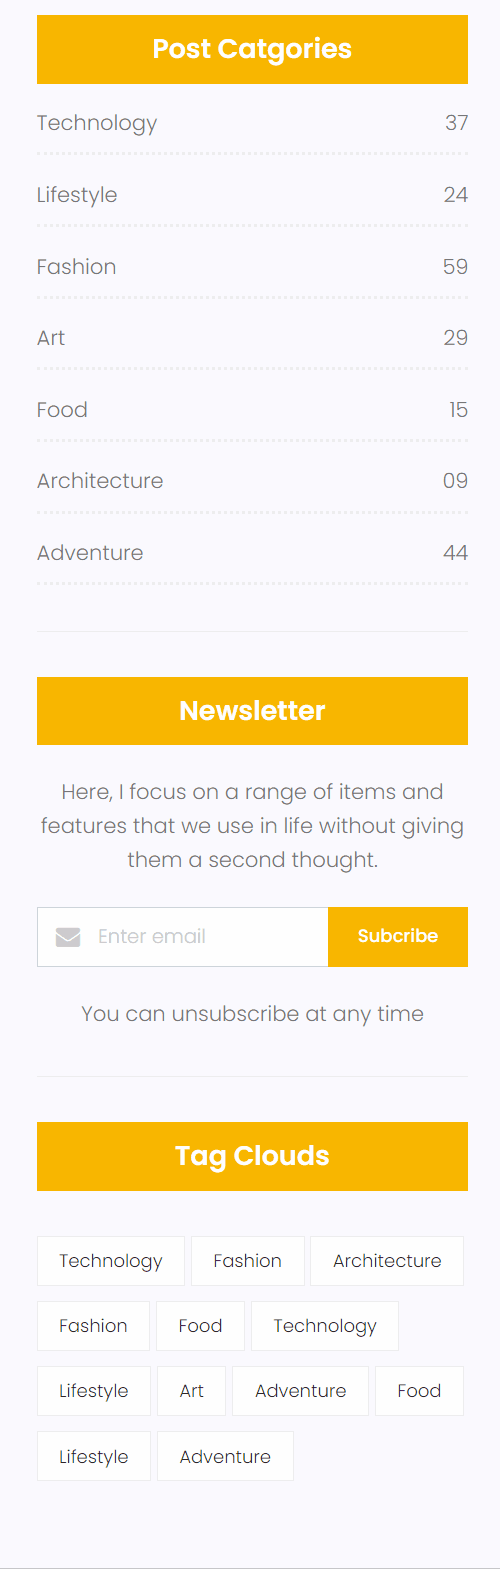 Post Catgories
Technology 37
Lifestyle 24
Fashion 59
Art 29
Food 15
Architecture 09
Adventure 44
Newsletter
Here, I focus on a range of items and
features that we use in life without giving
them a second thought.
Enter email Subcribe
You can unsubscribe at any time
Tag Clouds
Technology Fashion Architecture
Fashion Food Technology
Lifestyle Art Adventure Food
Lifestyle Adventure